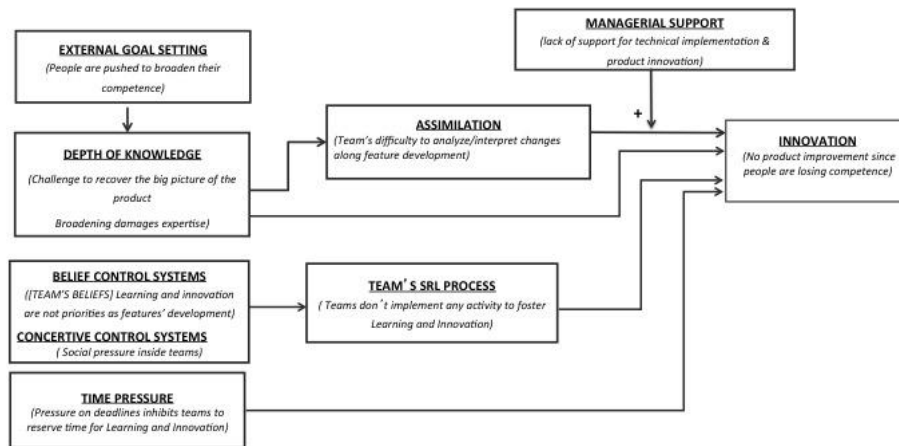 EXTERNAL GOAL SETTING
(People are pushed to broaden their
competence)
MANAGERIAL SUPPORT
(lack of support for technical implementation &
product innovation)
+
DEPTH OF KNOWLEDGE
(Challenge to recover the big picture of the
product
Broadening damages expertise)
ASSIMILATION
(Team's difficulty to analyze/interpret changes
along feature development)
INNOVATION
(No product improvement since
people are losing competence)
BELIEF CONTROL SYSTEMS
([TEAM'S BELIEFS] Learning and innovation
are not priorities as features' development)
CONCERTIVE CONTROL SYSTEMS
( Social pressure inside teams)
TEAM´S SRL PROCESS
( Teams don´t implement any activity to foster
Learning and Innovation)
TIME PRESSURE
(Pressure on deadlines inhibits teams to
reserve time for Learning and Innovation)